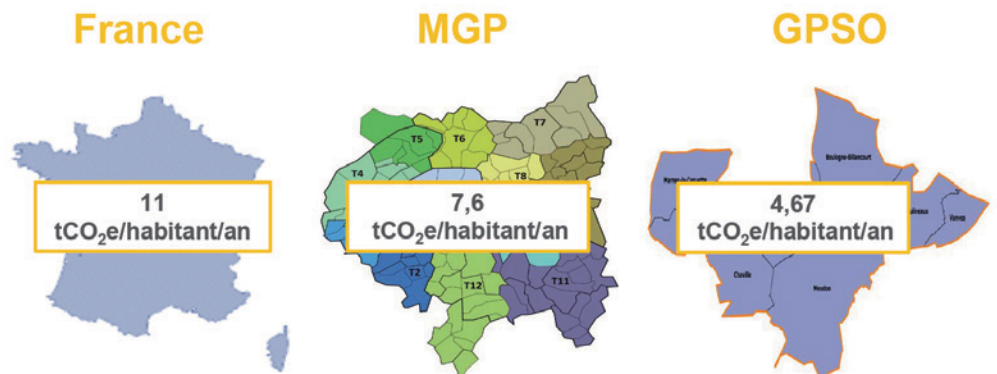 France
MGP
GPSO
11
tCO₂e/habitant/an
7,6
tCO₂e/habitant/an
4,67
tCO₂e/habitant/an
T5
T6
T7
T4
T8
T2
T12
T11
Boulogne-Billancourt
Vanves
Chaville
Meudon